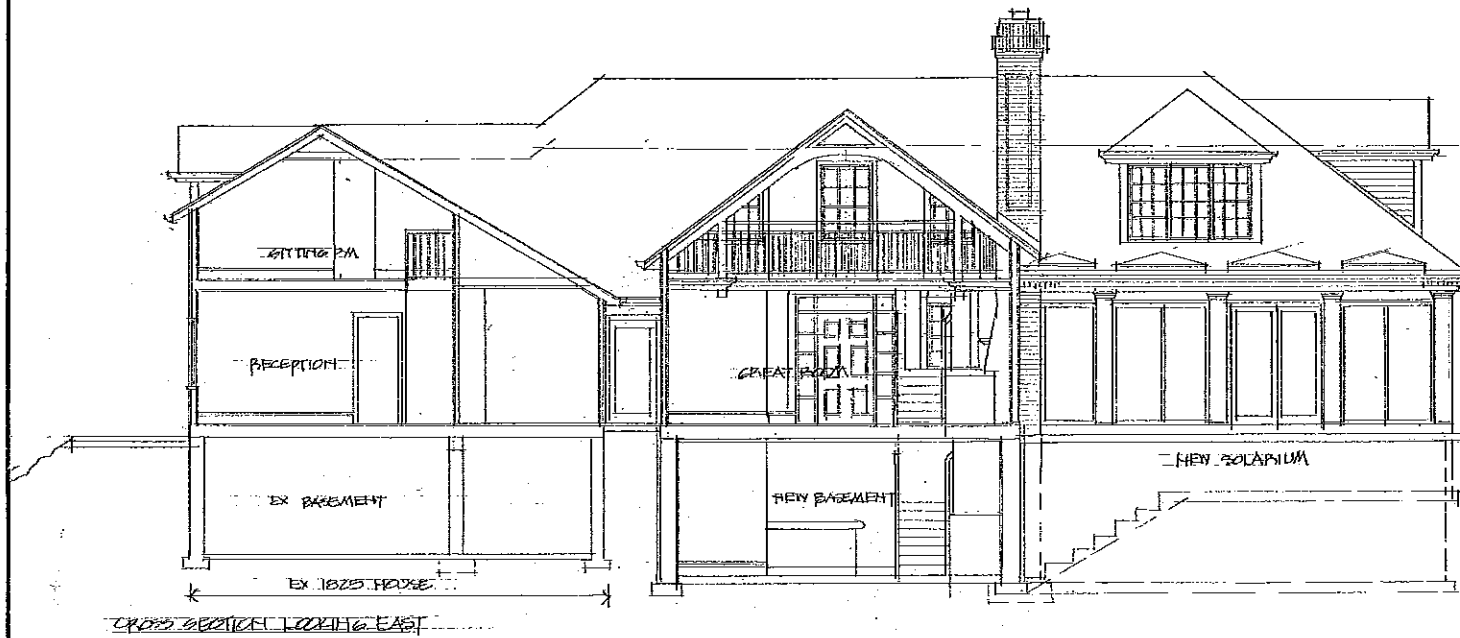 SITTING RM
RECEPTION
GREAT ROOM
NEW SOLARIUM
EX BASEMENT
NEW BASEMENT
EX 1825 HOUSE
CROSS SECTION LOOKING EAST